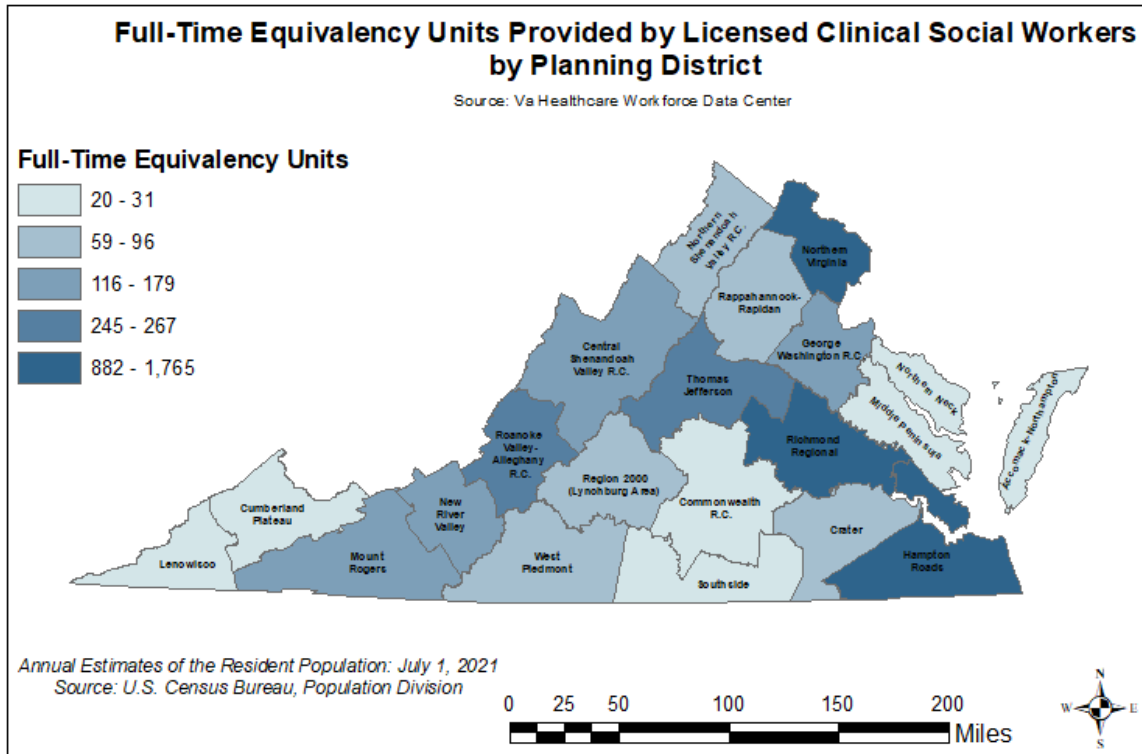 Full-Time Equivalency Units Provided by Licensed Clinical Social Workers
by Planning District
Source: Va Healthcare Workforce Data Center
Full-Time Equivalency Units
20 - 31
59 - 96
116 - 179
245 - 267
882 - 1,765
Northern
Shenandoah
Valley R.C.
Northern
Virginia
Rappahannock-
Rapidan
Central
Shenandoah
Valley R.C.
George
Washington R.C.
Thomas
Jefferson
Northern Neck
Middle Peninsula
Accomack-Northampton
Roanoke
Valley-
Alleghany
R.C.
Richmond
Regional
Region 2000
(Lynchburg Area)
Commonwealth
R.C.
Cumberland
Plateau
New
River
Valley
Crater
Lenowisco
Mount
Rogers
West
Piedmont
Southside
Hampton
Roads
Annual Estimates of the Resident Population: July 1, 2021
Source: U.S. Census Bureau, Population Division
0 25 50 100 150 200
Miles
N
W E
S